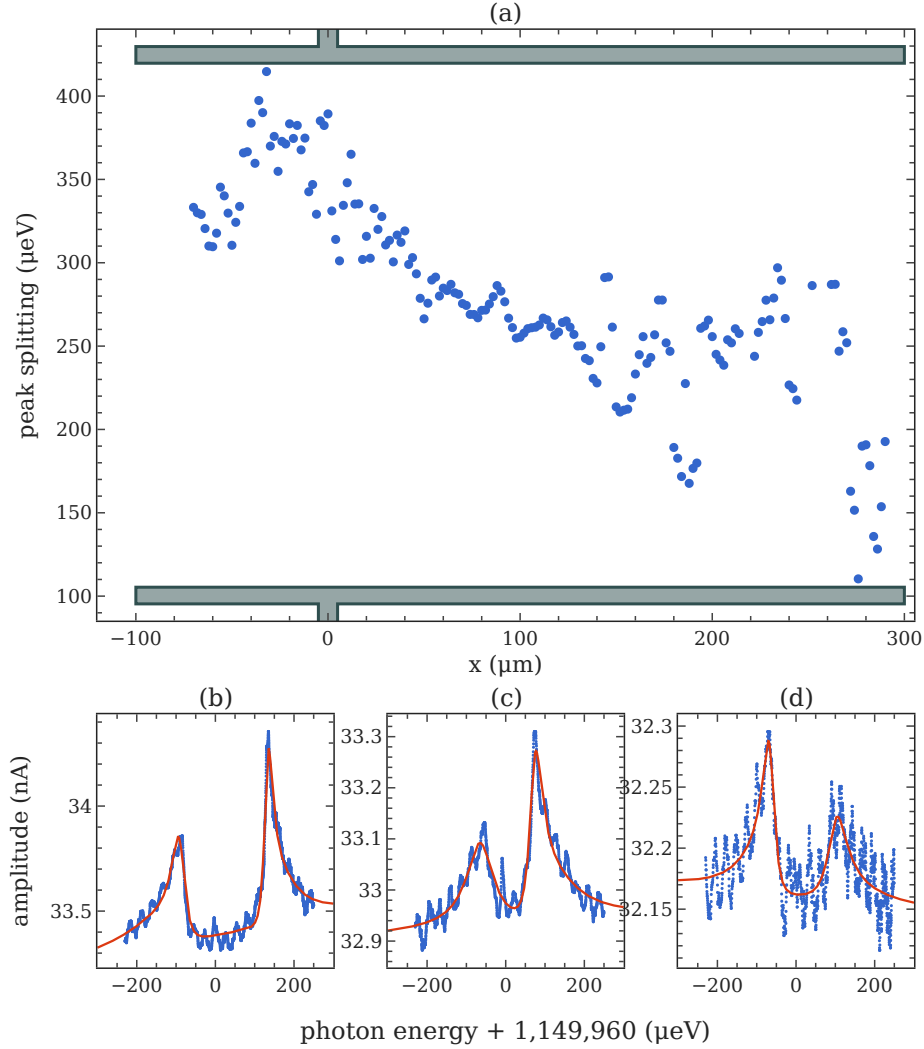 (a)
400
350
300
250
200
150
100
peak splitting (µeV)
−100 0 100 200 300
x (µm)
(b) (c) (d)
amplitude (nA)
34
33.5
−200 0 200
33.3
33.2
33.1
33
32.9
−200 0 200
32.3
32.25
32.2
32.15
−200 0 200
photon energy + 1,149,960 (µeV)